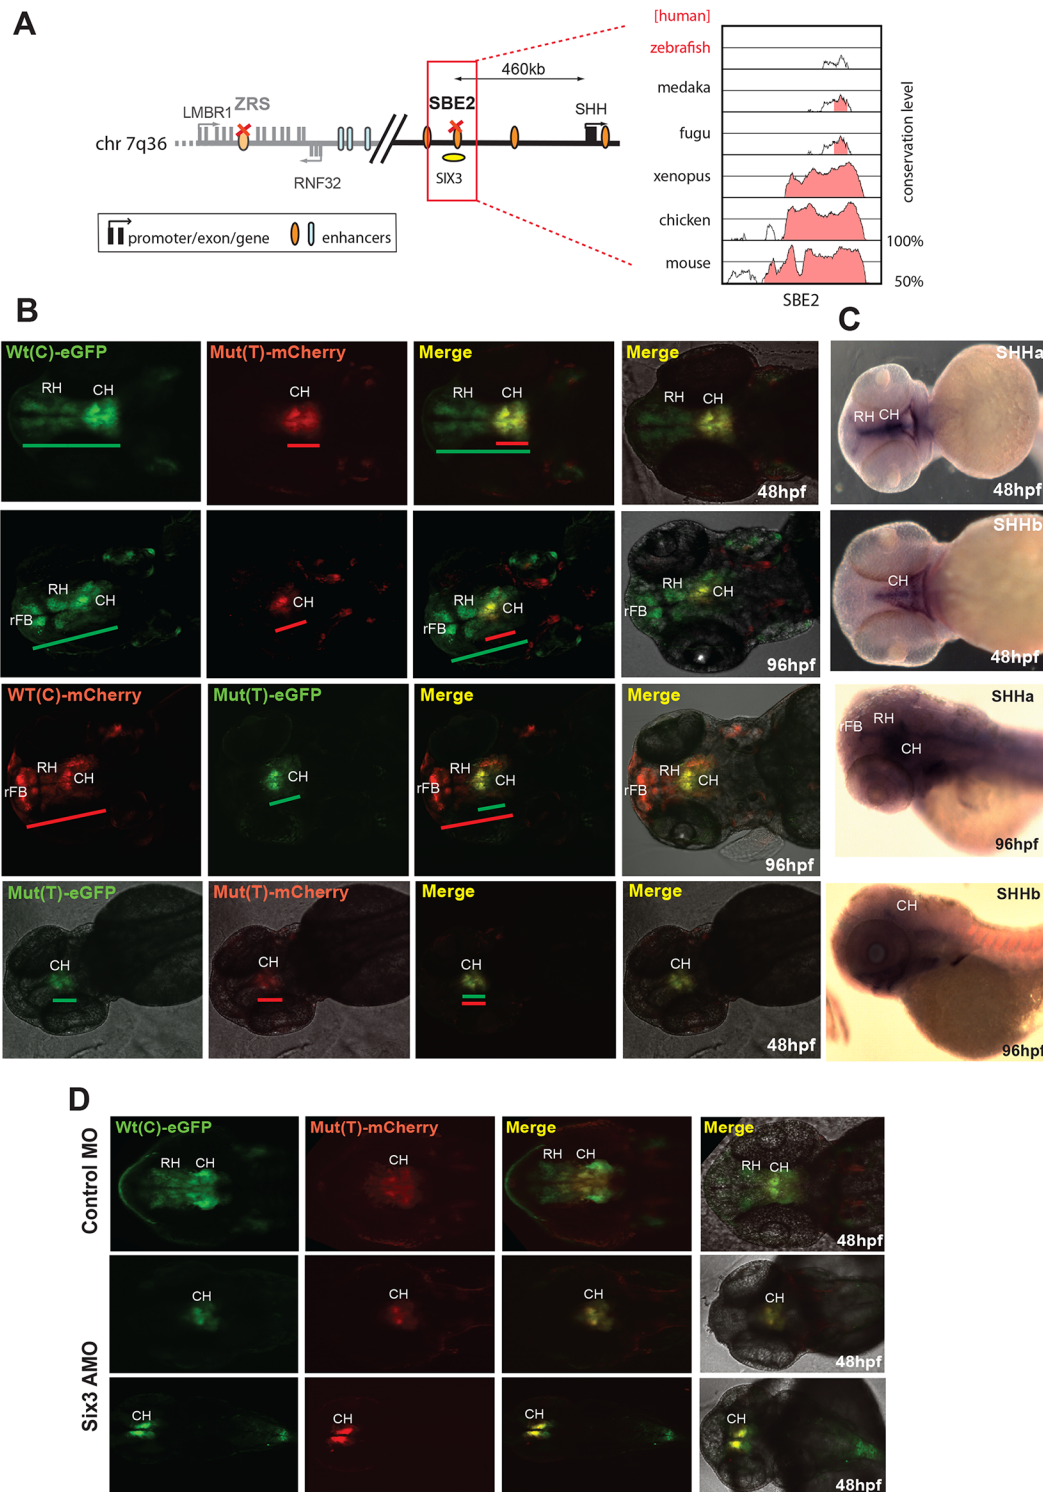 A
[human]
zebrafish
medaka
fugu
xenopus
chicken
mouse
conservation level
100%
50%
SBE2
460kb
LMBR1
ZRS
SBE2
SHH
chr 7q36
RNF32
SIX3
promoter/exon/gene
enhancers
B
Wt(C)-eGFP
RH
CH
Mut(T)-mCherry
CH
Merge
RH
CH
Merge
RH
CH
48hpf
RH
CH
rFB
CH
RH
CH
rFB
RH
CH
rFB
96hpf
WT(C)-mCherry
RH
CH
rFB
Mut(T)-eGFP
CH
Merge
RH
CH
rFB
Merge
RH
CH
rFB
96hpf
Mut(T)-eGFP
CH
Mut(T)-mCherry
CH
Merge
CH
Merge
CH
48hpf
C
SHHa
RH
CH
48hpf
SHHb
CH
48hpf
SHHa
rFB
RH
CH
96hpf
SHHb
CH
96hpf
D
Control MO
Wt(C)-eGFP
RH
CH
Mut(T)-mCherry
CH
Merge
RH
CH
Merge
RH
CH
48hpf
Six3 AMO
CH
CH
CH
CH
48hpf
CH
CH
CH
CH
48hpf